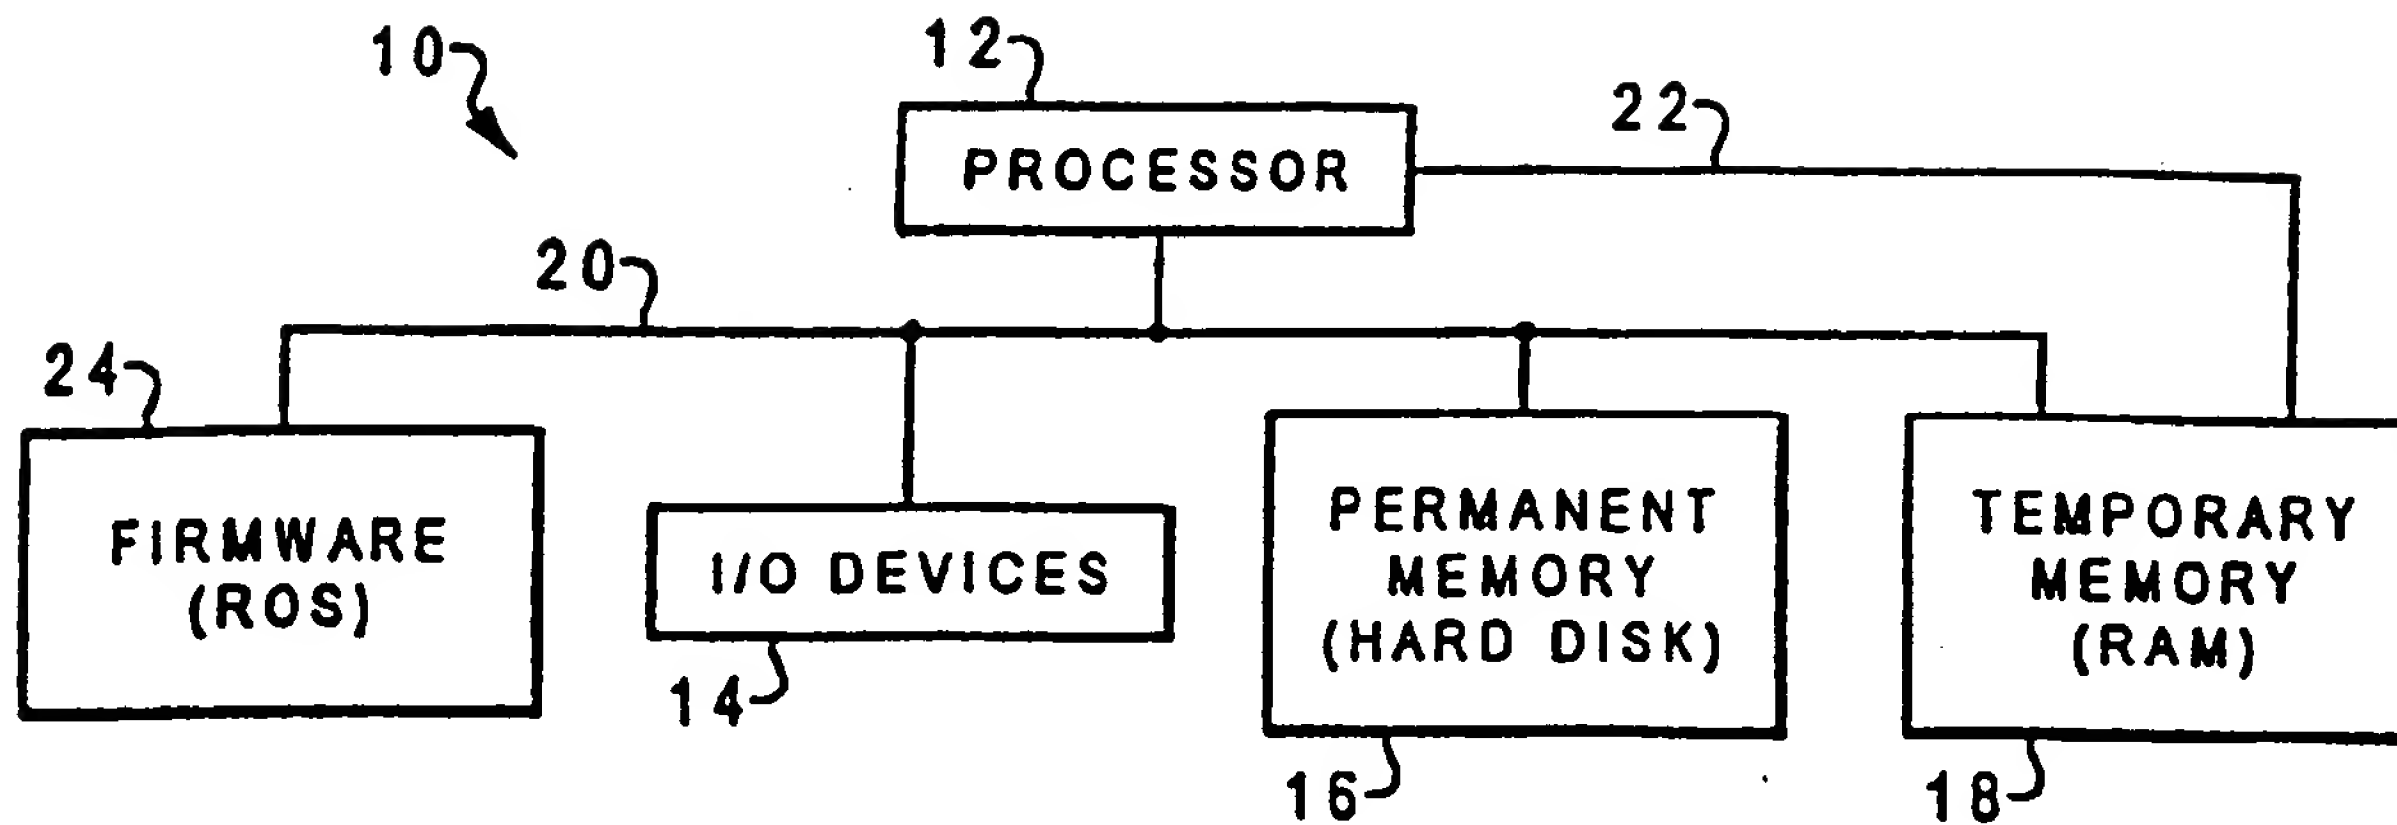 10
12
PROCESSOR
22
20
24
FIRMWARE
(ROS)
I/O DEVICES
14
PERMANENT
MEMORY
(HARD DISK)
16
TEMPORARY
MEMORY
(RAM)
18